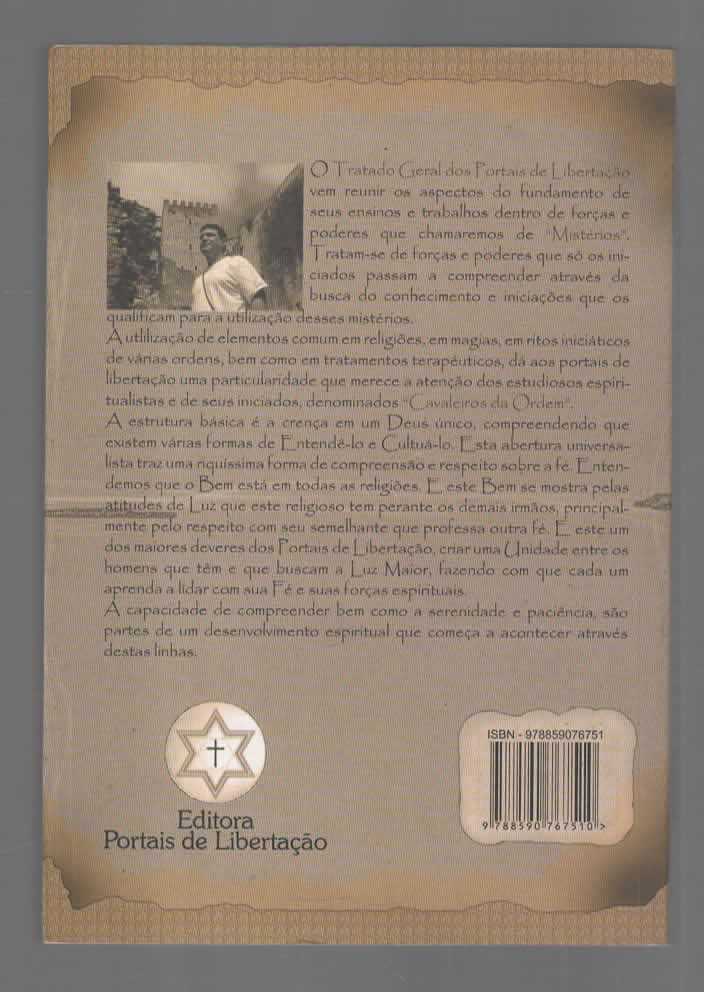 O Tratado Geral dos Portais de Libertação
vem reunir os aspectos do fundamento de
seus ensinos e trabalhos dentro de forças e
poderes que chamaremos de "Mistérios".
Tratam-se de forças e poderes que só os ini-
ciados passam a compreender através da
busca do conhecimento e iniciações que os
qualificam para a utilização desses mistérios.
A utlilização de elementos comum em religiões, em magias, em ritos iniciáticos
de várias ordens, bem como em tratamentos terapêuticos, dá aos portais de
libertação uma particularidade que merece a atenção dos estudiosos espiri-
tualistas e de seus iniciados, denominados "Cavaleiros da Ordem".
A estrutura básica é a crença em um Deus único, compreendendo que
existem várias formas de Entendê-lo e Cultuá-lo. Esta abertura universa-
lista traz uma riquissima forma de compreensão e respeito sobre a fé. Enten-
demos que o Bem está em todas as religiões. E este Bem se mostra pelas
atitudes de Luz que este religioso tem perante os demais irmãos, principal-
mente pelo respeito com seu semelhante que professa outra fé. E este um
dos maiores deveres dos Portais de Libertação, criar uma Unidade entre os
homens que têm e que buscam a Luz Maior, fazendo com que cada um
aprenda a lidar com sua Fé e suas forças espirituais.
A capacidade de compreender bem como a serenidade e paciência, são
partes de um desenvolvimento espiritual que começa a acontecer através
destas linhas.
Editora
Portais de Libertação
ISBN - 978859076751
9 788590 767510 >